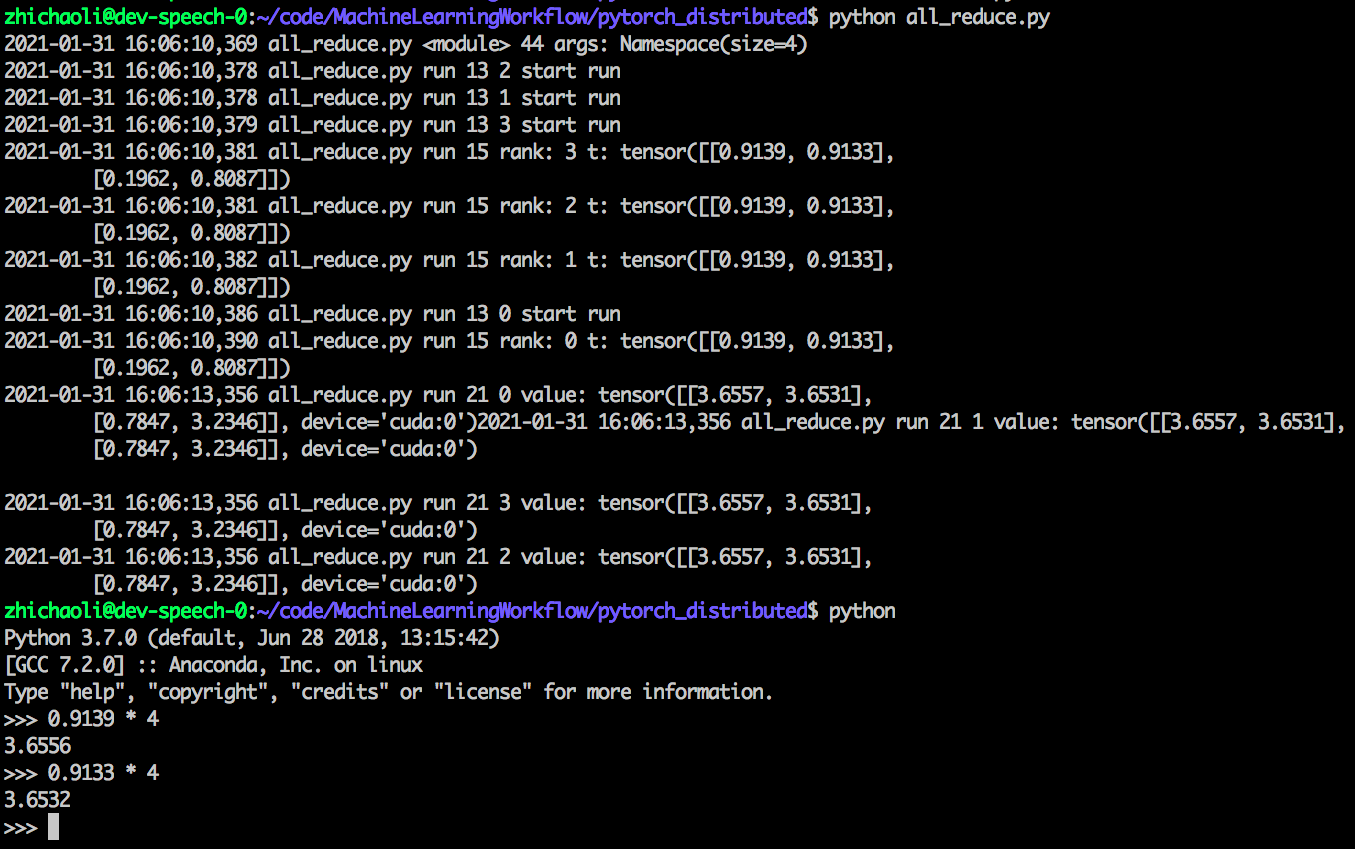 zhichaoli@dev-speech-0:~/code/MachineLearningWorkflow/pytorch_distributed$ python all_reduce.py
2021-01-31 16:06:10,369 all_reduce.py <module> 44 args: Namespace(size=4)
2021-01-31 16:06:10,378 all_reduce.py run 13 2 start run
2021-01-31 16:06:10,378 all_reduce.py run 13 1 start run
2021-01-31 16:06:10,379 all_reduce.py run 13 3 start run
2021-01-31 16:06:10,381 all_reduce.py run 15 rank: 3 t: tensor([[0.9139, 0.9133],
        [0.1962, 0.8087]])
2021-01-31 16:06:10,381 all_reduce.py run 15 rank: 2 t: tensor([[0.9139, 0.9133],
        [0.1962, 0.8087]])
2021-01-31 16:06:10,382 all_reduce.py run 15 rank: 1 t: tensor([[0.9139, 0.9133],
        [0.1962, 0.8087]])
2021-01-31 16:06:10,386 all_reduce.py run 13 0 start run
2021-01-31 16:06:10,390 all_reduce.py run 15 rank: 0 t: tensor([[0.9139, 0.9133],
        [0.1962, 0.8087]])
2021-01-31 16:06:13,356 all_reduce.py run 21 0 value: tensor([[3.6557, 3.6531],
        [0.7847, 3.2346]], device='cuda:0')2021-01-31 16:06:13,356 all_reduce.py run 21 1 value: tensor([[3.6557, 3.6531],
        [0.7847, 3.2346]], device='cuda:0')
2021-01-31 16:06:13,356 all_reduce.py run 21 3 value: tensor([[3.6557, 3.6531],
        [0.7847, 3.2346]], device='cuda:0')
2021-01-31 16:06:13,356 all_reduce.py run 21 2 value: tensor([[3.6557, 3.6531],
        [0.7847, 3.2346]], device='cuda:0')
zhichaoli@dev-speech-0:~/code/MachineLearningWorkflow/pytorch_distributed$ python
Python 3.7.0 (default, Jun 28 2018, 13:15:42)
[GCC 7.2.0] :: Anaconda, Inc. on linux
Type "help", "copyright", "credits" or "license" for more information.
>>> 0.9139 * 4
3.6556
>>> 0.9133 * 4
3.6532
>>>